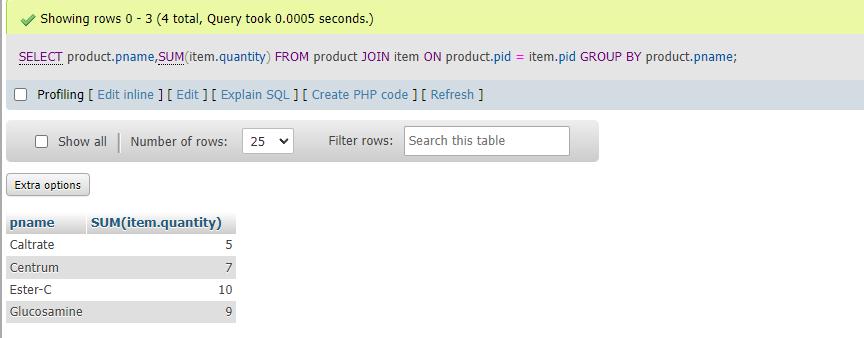 Showing rows 0 - 3 (4 total, Query took 0.0005 seconds.)
SELECT product.pname,SUM(item.quantity) FROM product JOIN item ON product.pid = item.pid GROUP BY product.pname;
Profiling [ Edit inline ] [ Edit ] [ Explain SQL ] [ Create PHP code ] [ Refresh ]
Show all Number of rows: 25 Filter rows: Search this table
Extra options
pname SUM(item.quantity)
Caltrate 5
Centrum 7
Ester-C 10
Glucosamine 9